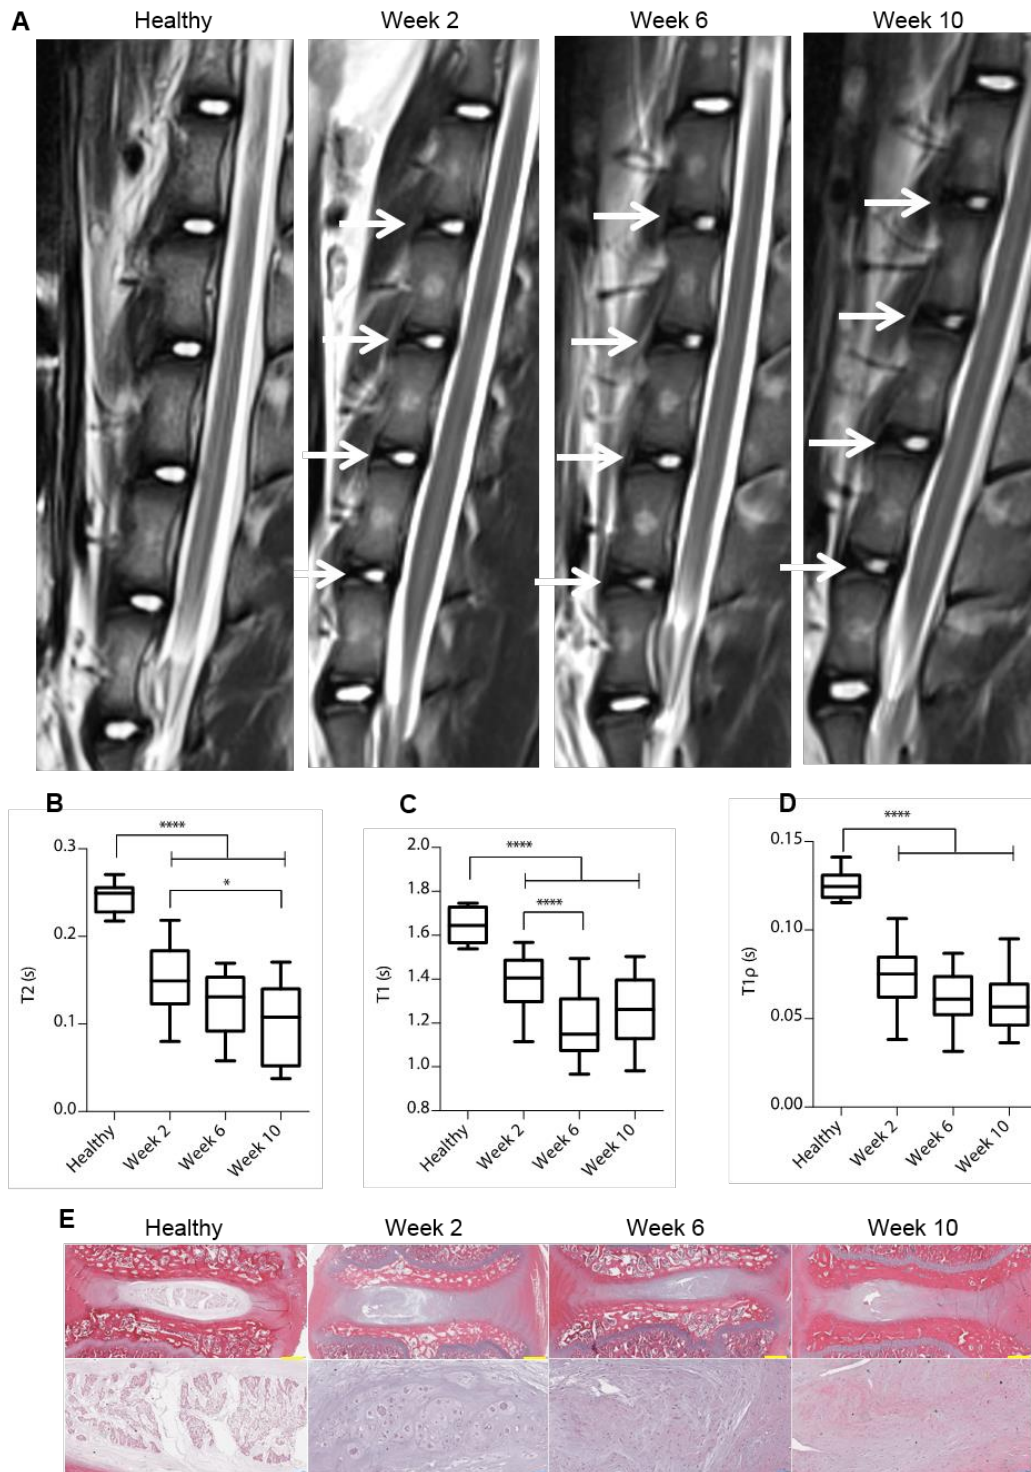 A
Healthy
Week 2
Week 6
Week 10
B
****
*
0.3
0.2
0.1
0.0
T2 (s)
Healthy
Week 2
Week 6
Week 10
C
****
****
2.0
1.8
1.6
1.4
1.2
1.0
0.8
T1 (s)
Healthy
Week 2
Week 6
Week 10
D
****
0.15
0.10
0.05
0.00
T1ρ (s)
Healthy
Week 2
Week 6
Week 10
E
Healthy
Week 2
Week 6
Week 10